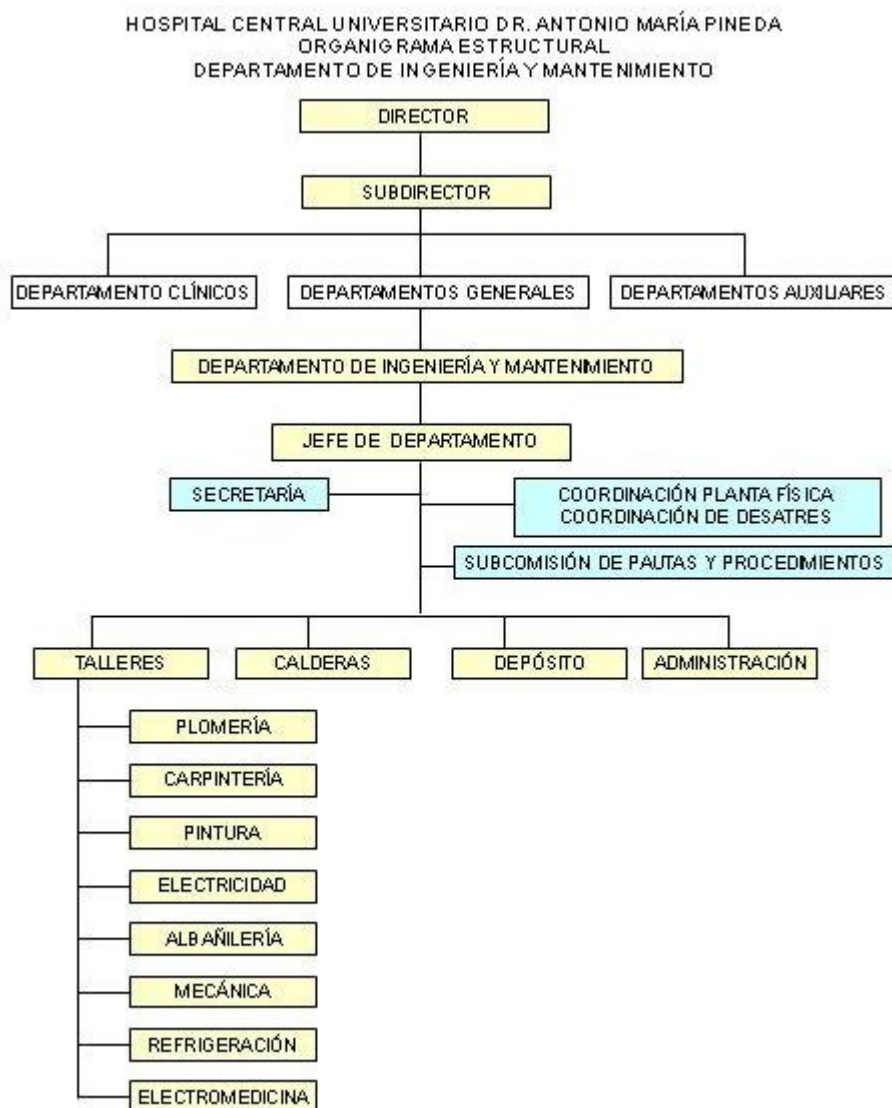 HOSPITAL CENTRAL UNIVERSITARIO DR. ANTONIO MARÍA PINEDA
ORGANIGRAMA ESTRUCTURAL
DEPARTAMENTO DE INGENIERÍA Y MANTENIMIENTO
DIRECTOR
SUBDIRECTOR
DEPARTAMENTO CLÍNICOS
DEPARTAMENTOS GENERALES
DEPARTAMENTOS AUXILIARES
DEPARTAMENTO DE INGENIERÍA Y MANTENIMIENTO
JEFE DE DEPARTAMENTO
SECRETARÍA
COORDINACIÓN PLANTA FÍSICA
COORDINACIÓN DE DESATRES
SUBCOMISIÓN DE PAUTAS Y PROCEDIMIENTOS
TALLERES
CALDERAS
DEPÓSITO
ADMINISTRACIÓN
PLOMERÍA
CARPINTERÍA
PINTURA
ELECTRICIDAD
ALBAÑILERÍA
MECÁNICA
REFRIGERACIÓN
ELECTROMEDICINA